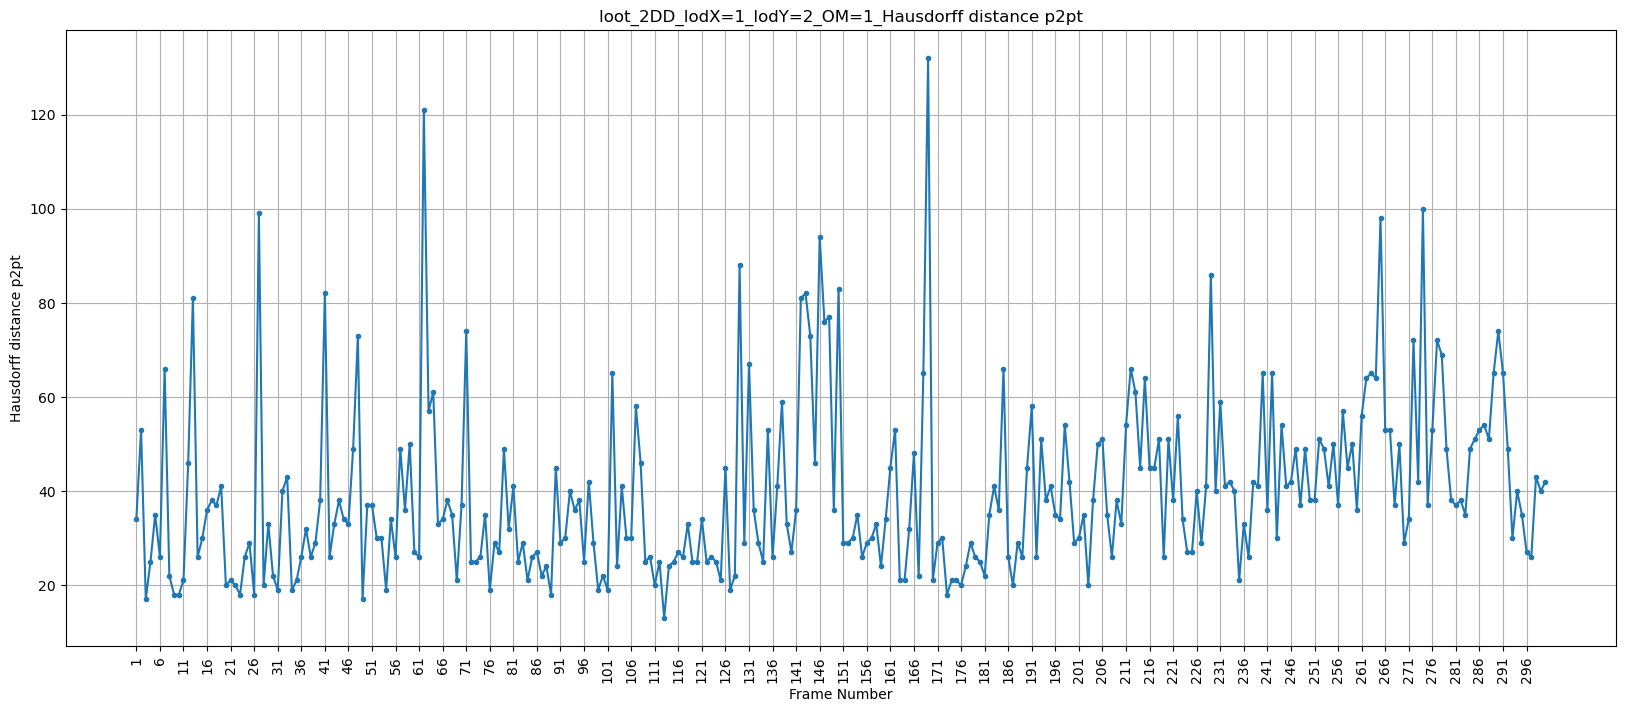 loot_2DD_lodX=1_lodY=2_OM=1_Hausdorff distance p2pt
120
100
80
60
40
20
Hausdorff distance p2pt
1 6 11 16 21 26 31 36 41 46 51 56 61 66 71 76 81 86 91 96 101 106 111 116 121 126 131 136 141 146 151 156 161 166 171 176 181 186 191 196 201 206 211 216 221 226 231 236 241 246 251 256 261 266 271 276 281 286 291 296
Frame Number